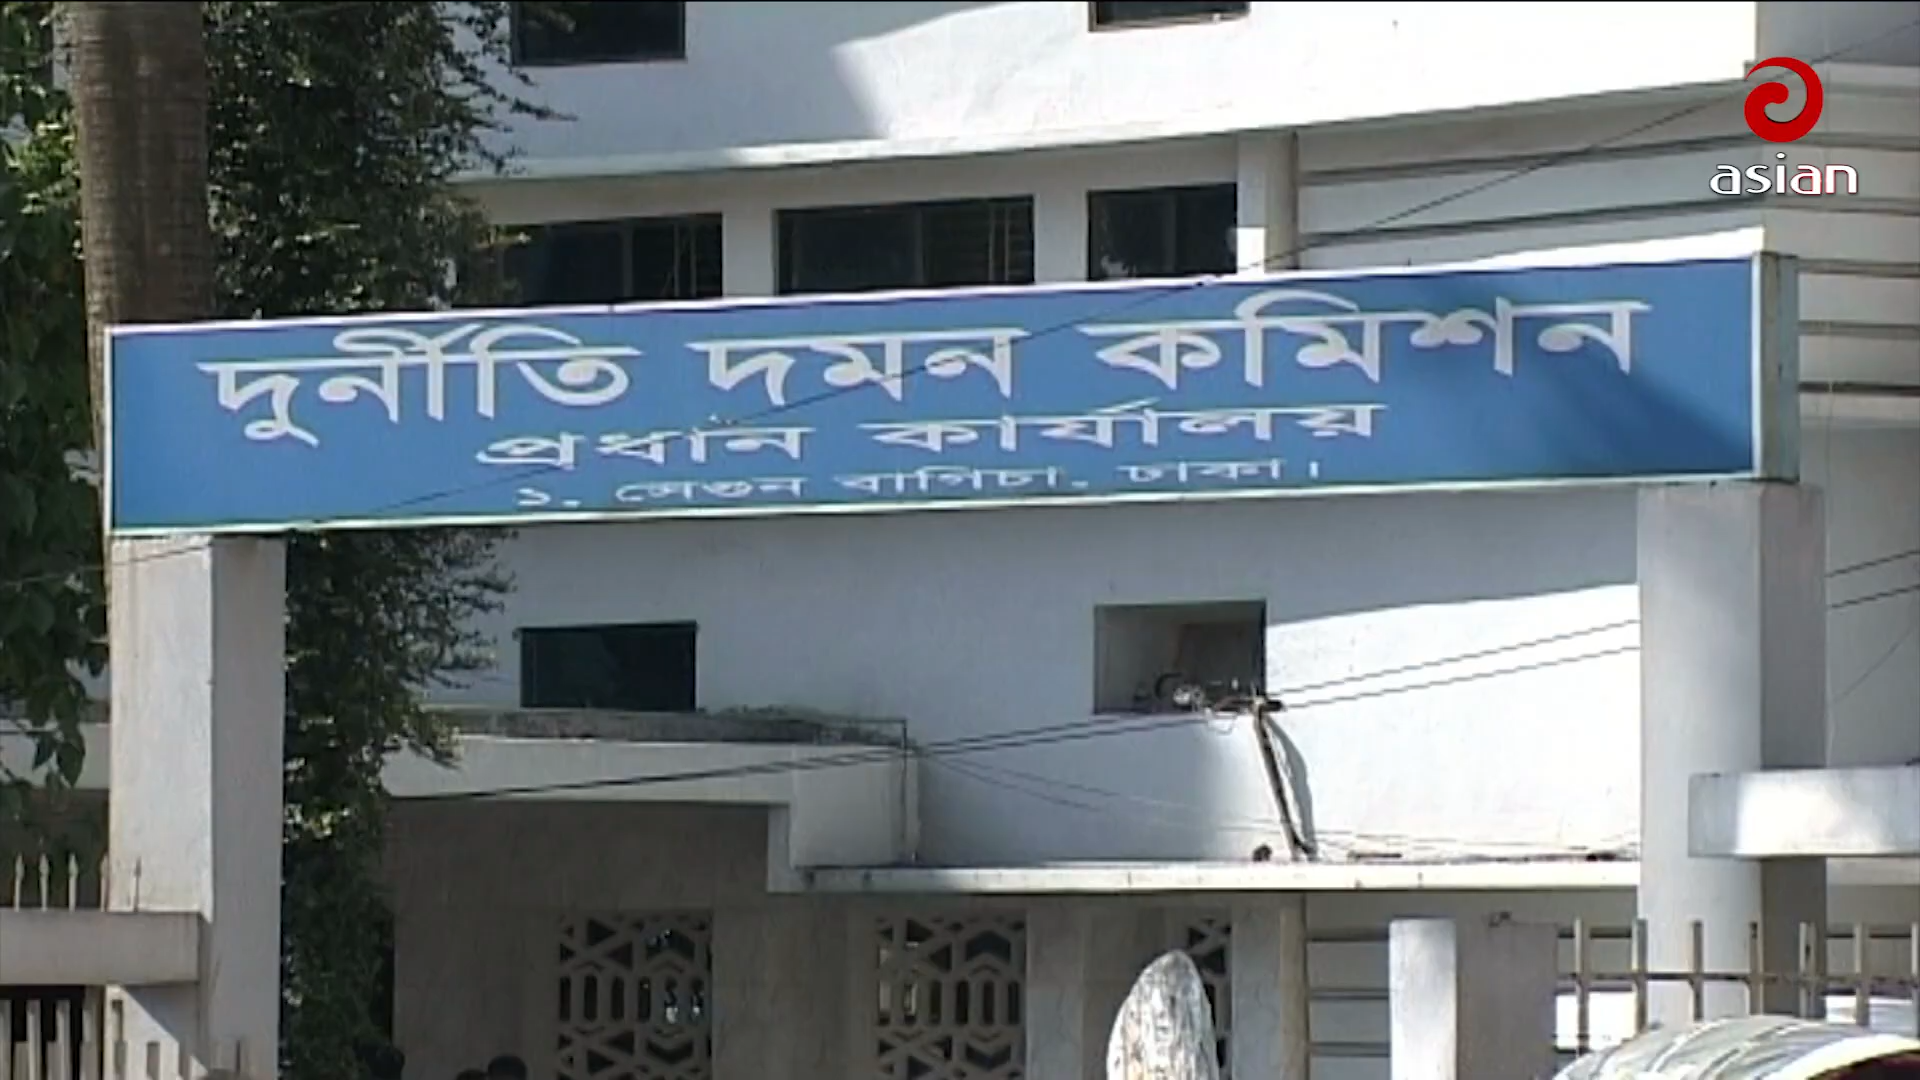 asian
দুর্নীতি দমন কমিশন
প্রধান কার্যালয়
১, সেগুন বাগিচা, ঢাকা।